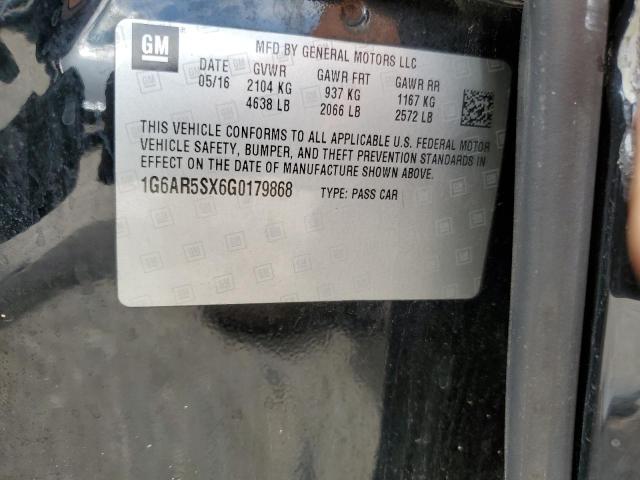 GM
MFD BY GENERAL MOTORS LLC
DATE GVWR GAWR FRT GAWR RR
05/16 2104 KG 937 KG 1167 KG
4638 LB 2066 LB 2572 LB
THIS VEHICLE CONFORMS TO ALL APPLICABLE U.S. FEDERAL MOTOR
VEHICLE SAFETY, BUMPER, AND THEFT PREVENTION STANDARDS IN
EFFECT ON THE DATE OF MANUFACTURE SHOWN ABOVE.
1G6AR5SX6G0179868 TYPE: PASS CAR